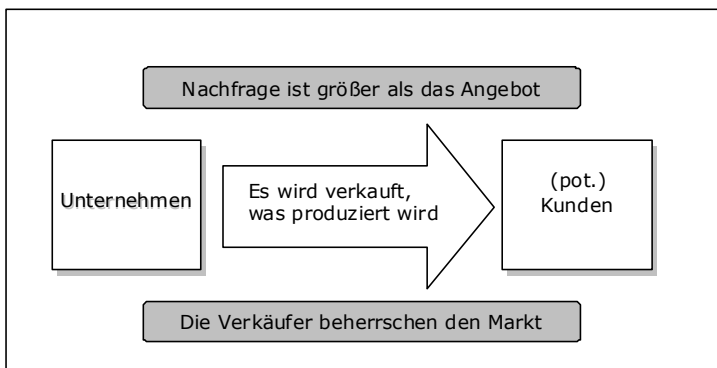 Nachfrage ist größer als das Angebot
Unternehmen
Es wird verkauft,
was produziert wird
(pot.)
Kunden
Die Verkäufer beherrschen den Markt